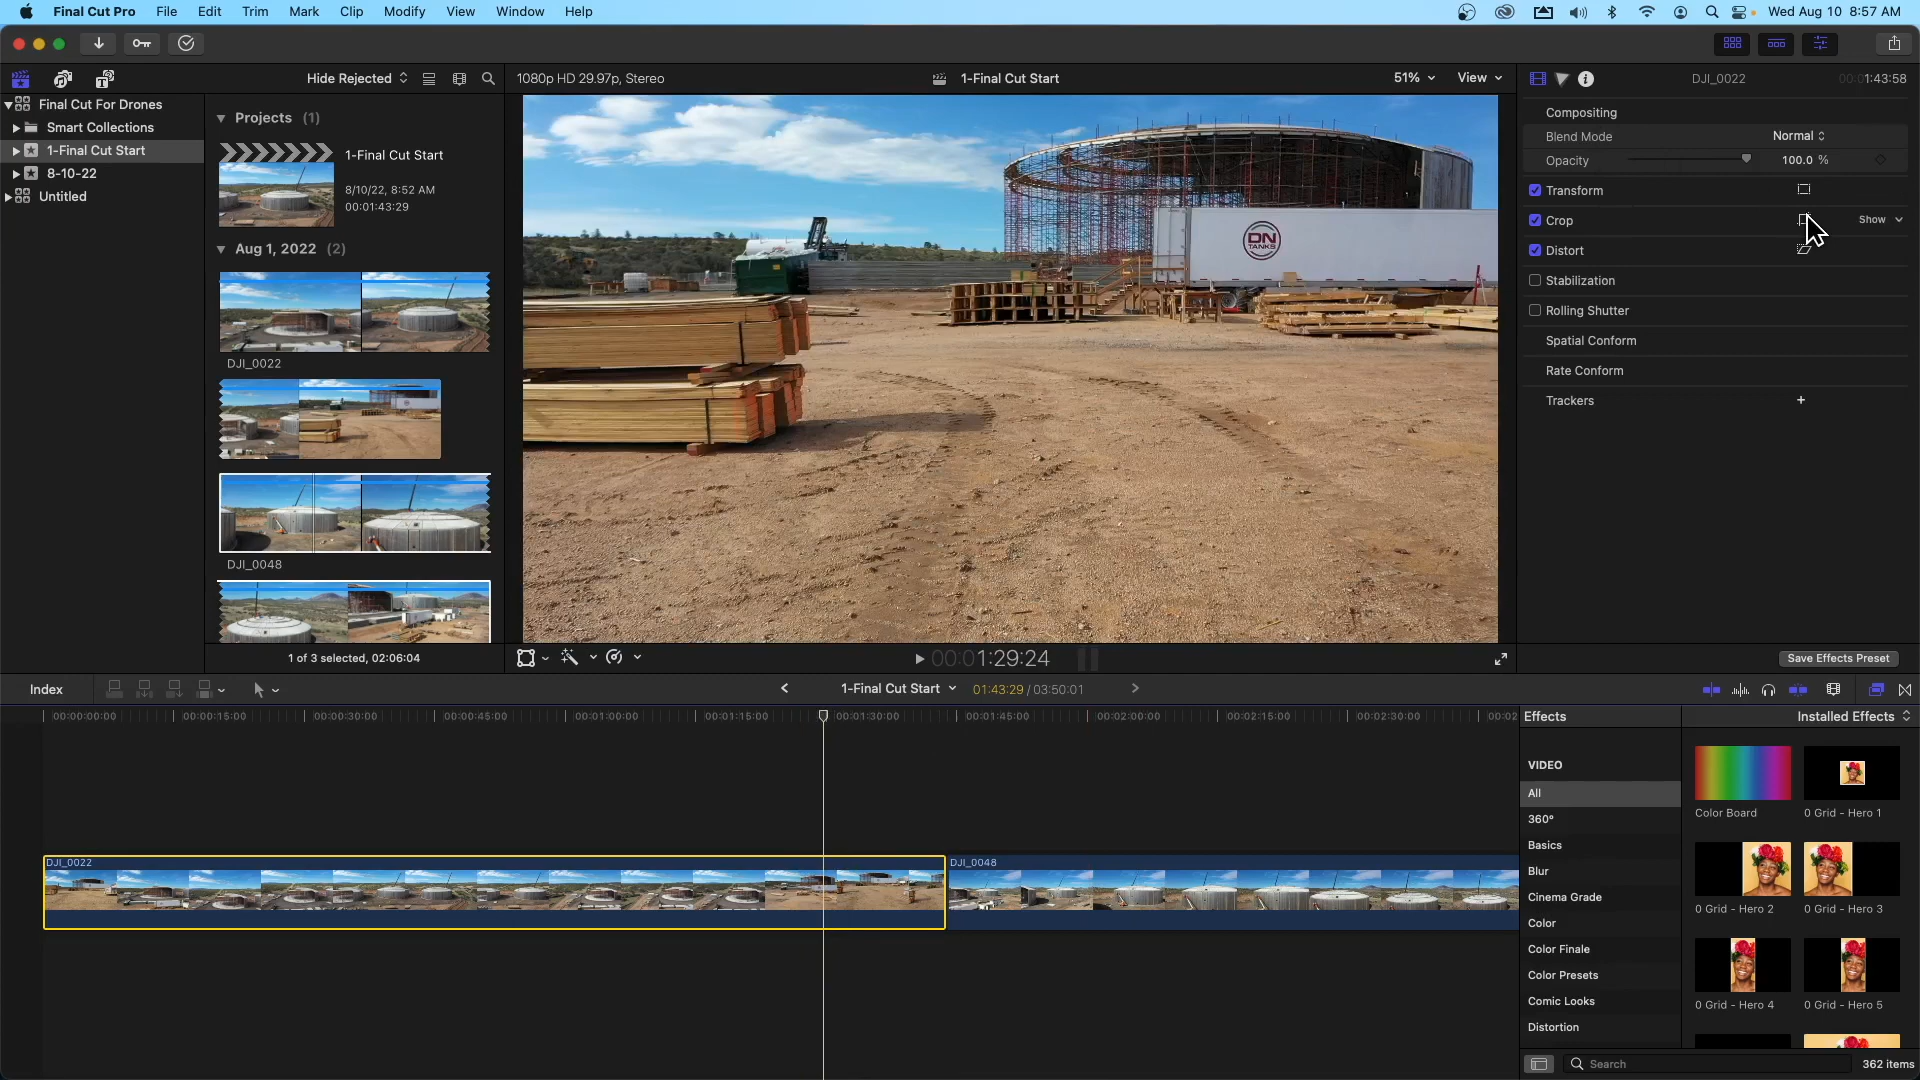 Final Cut Pro File Edit Trim Mark Clip Modify View Window Help Wed Aug 10 8:57 AM
Hide Rejected 1080p HD 29.97p, Stereo 1-Final Cut Start 51% View DJI_0022 00:01:43:58
Final Cut For Drones
Smart Collections
1-Final Cut Start
8-10-22
Untitled
Projects (1)
1-Final Cut Start
8/10/22, 8:52 AM
00:01:43:29
Aug 1, 2022 (2)
DJI_0022
DJI_0048
1 of 3 selected, 02:06:04
DN
TANKS
00:01:29:24
Compositing
Blend Mode Normal
Opacity 100.0 %
Transform
Crop Show
Distort
Stabilization
Rolling Shutter
Spatial Conform
Rate Conform
Trackers +
Save Effects Preset
Index 1-Final Cut Start 01:43:29 / 03:50:01
00:00:00:00 00:00:15:00 00:00:30:00 00:00:45:00 00:01:00:00 00:01:15:00 00:01:30:00 00:01:45:00 00:02:00:00 00:02:15:00 00:02:30:00 00:02
DJI_0022 DJI_0048
Effects Installed Effects
VIDEO
All
360°
Basics
Blur
Cinema Grade
Color
Color Finale
Color Presets
Comic Looks
Distortion
Color Board 0 Grid - Hero 1
0 Grid - Hero 2 0 Grid - Hero 3
0 Grid - Hero 4 0 Grid - Hero 5
Search 362 items